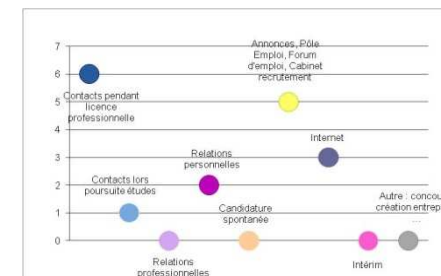 7
Annonces, Pôle
Emploi, Forum
d'emploi, Cabinet
recrutement
6
Contacts pendant
licence
professionnelle
5
4
Internet
3
Relations
personnelles
2
Contacts lors
poursuite études
Candidature
spontanée
Autre : concou
création entrep
...
1
0
Relations
professionnelles
Intérim